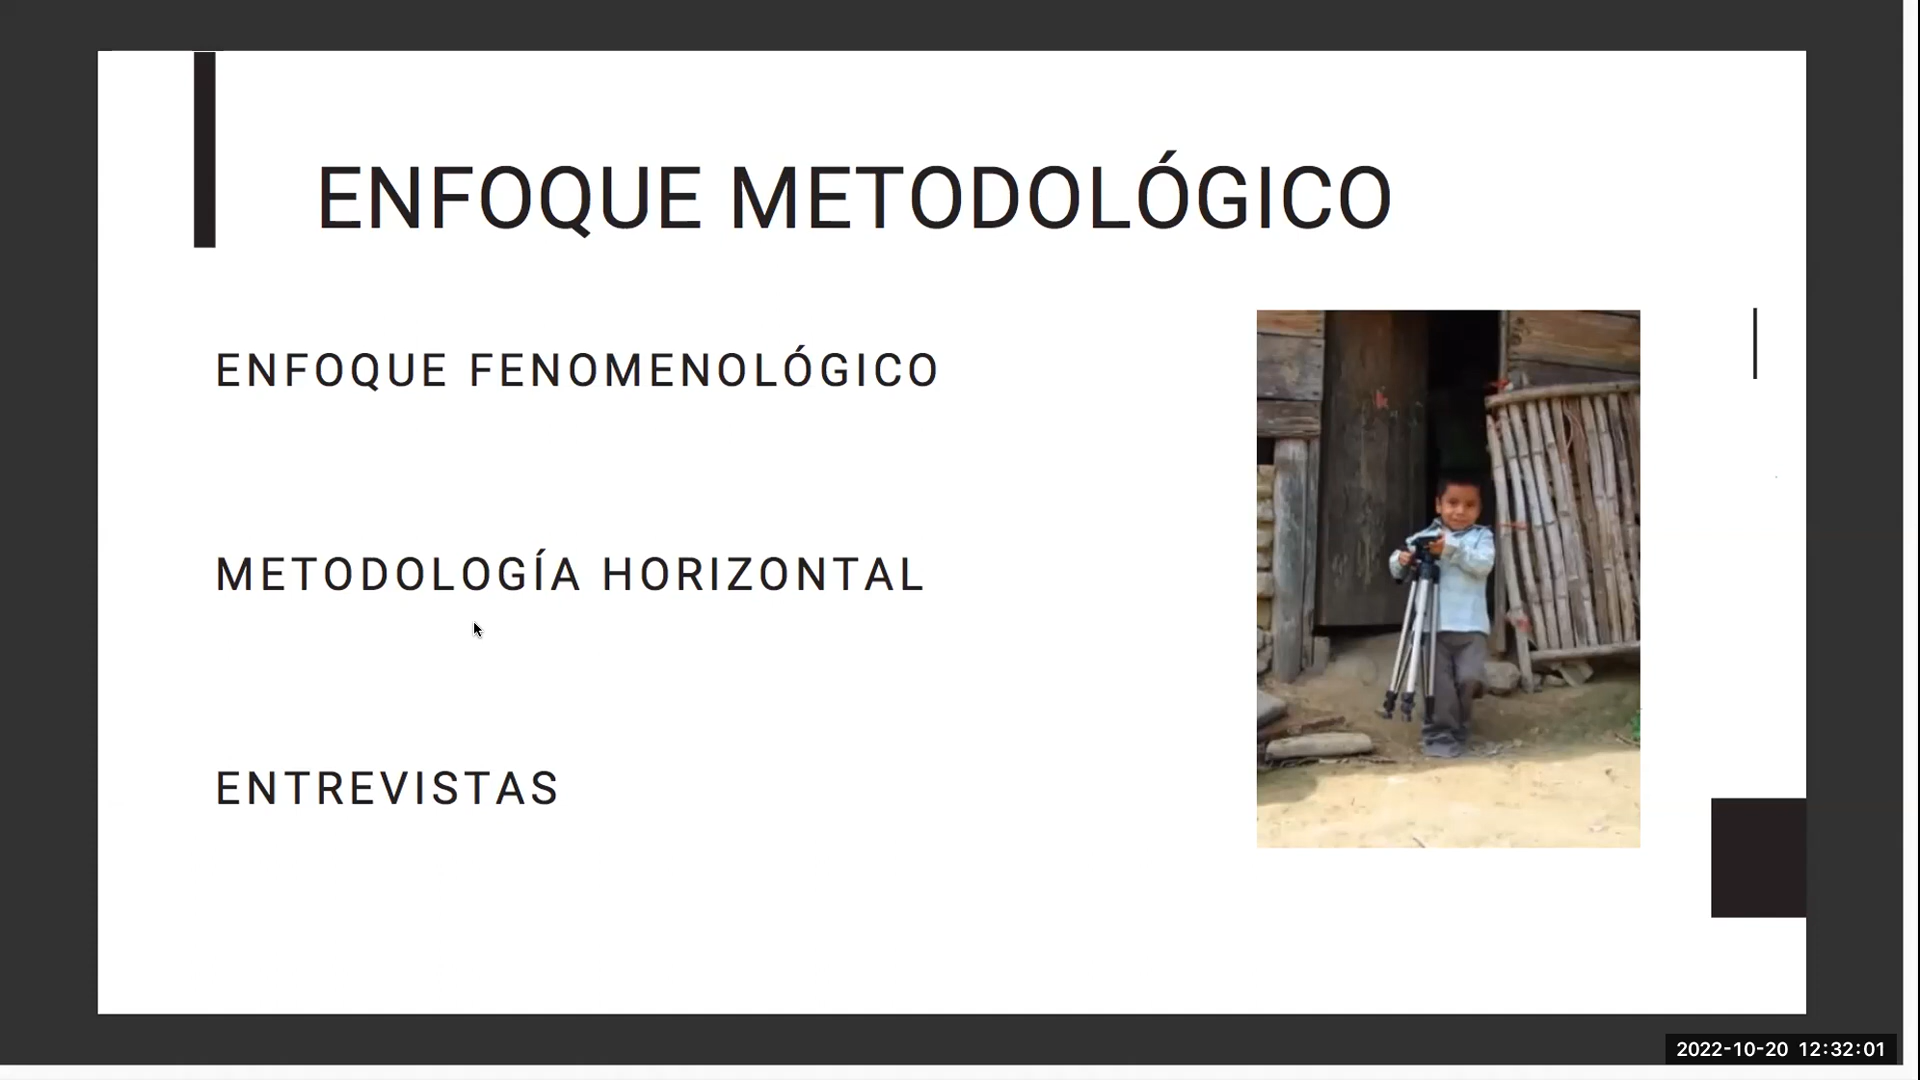 ENFOQUE METODOLÓGICO
ENFOQUE FENOMENOLÓGICO
METODOLOGÍA HORIZONTAL
ENTREVISTAS
2022-10-20 12:32:01